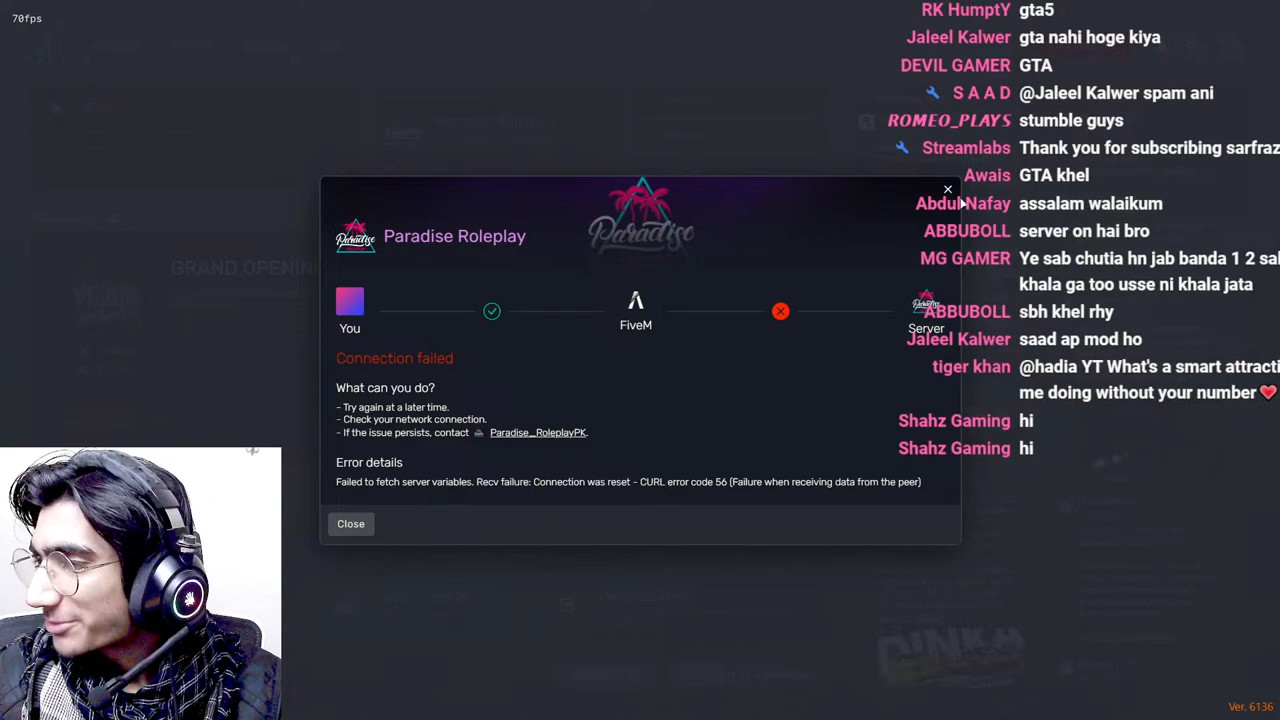 70fps
RK HumptY gta5
Jaleel Kalwer gta nahi hoge kiya
DEVIL GAMER GTA
S A A D @Jaleel Kalwer spam ani
ROMEO_PLAYS stumble guys
Streamlabs Thank you for subscribing sarfraz
Awais GTA khel
Abdul Nafay assalam walaikum
ABBUBOLL server on hai bro
MG GAMER Ye sab chutia hn jab banda 1 2 sal
khala ga too usse ni khala jata
ABBUBOLL sbh khel rhy
Jaleel Kalwer saad ap mod ho
tiger khan @hadia YT What's a smart attracti
me doing without your number❤️
Shahz Gaming hi
Shahz Gaming hi
Paradise
Paradise Paradise Roleplay
GRAND OPENIN
Paradise
You
FiveM
Server
Connection failed
What can you do?
- Try again at a later time.
- Check your network connection.
- If the issue persists, contact Paradise_RoleplayPK.
Error details
Failed to fetch server variables. Recv failure: Connection was reset - CURL error code 56 (Failure when receiving data from the peer)
Close
Ver. 6136